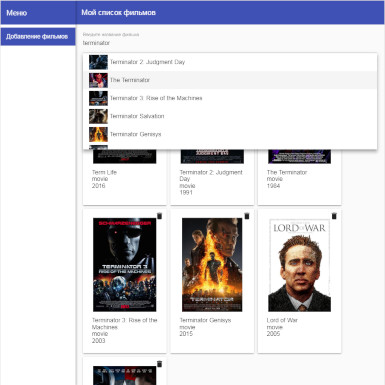 Меню
Мой список фильмов
Добавление фильмов
Введите название фильма
terminator
Terminator 2: Judgment Day
The Terminator
Terminator 3: Rise of the Machines
Terminator Salvation
Terminator Genisys
Term Life
movie
2016
Terminator 2: Judgment
Day
movie
1991
The Terminator
movie
1984
SCHWARZENEGGER
TERMINATOR 3
RISE OF THE MACHINES
Terminator 3: Rise of the
Machines
movie
2003
TERMINATOR
Terminator Genisys
movie
2015
LORD OF WAR
Lord of War
movie
2005